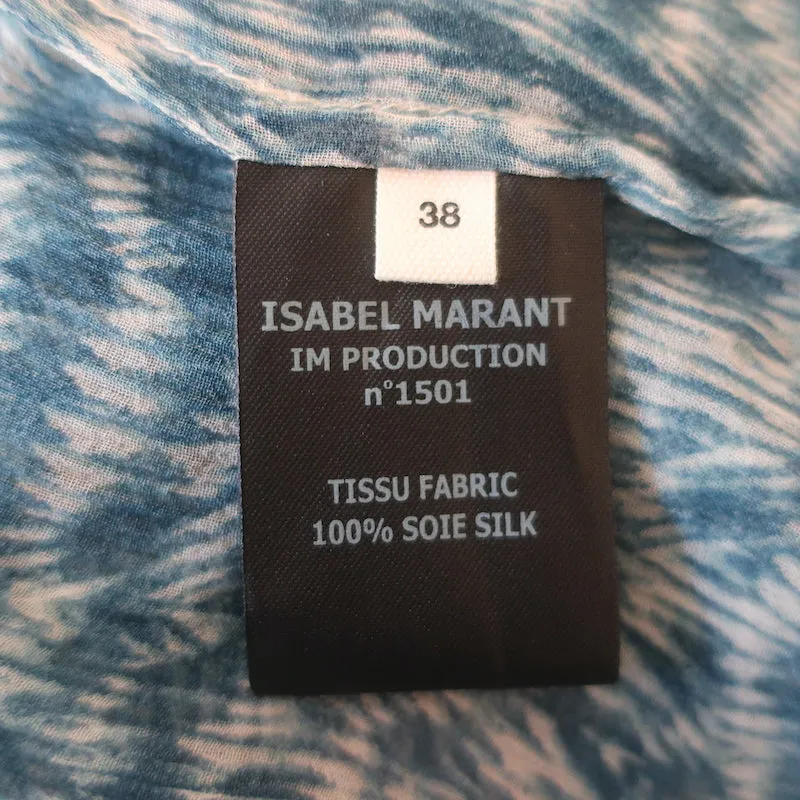 38
ISABEL MARANT
IM PRODUCTION
n°1501
TISSU FABRIC
100% SOIE SILK